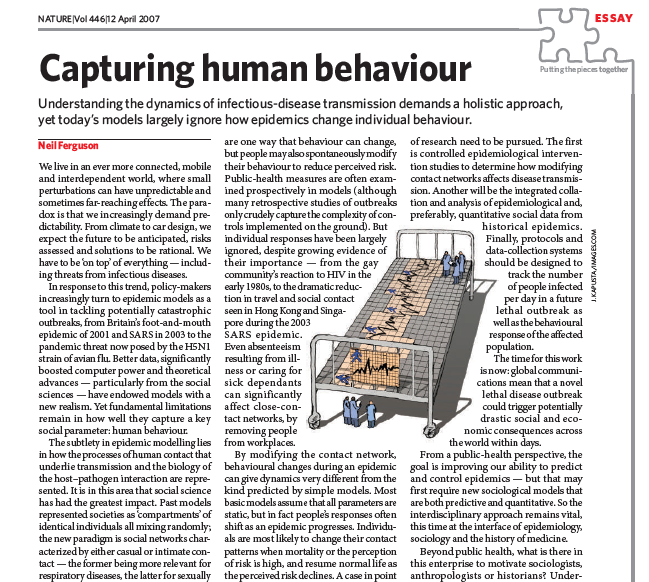 NATURE|Vol 446|12 April 2007
ESSAY
Putting the pieces together
Capturing human behaviour
Understanding the dynamics of infectious-disease transmission demands a holistic approach,
yet today's models largely ignore how epidemics change individual behaviour.
Neil Ferguson
We live in an ever more connected, mobile
and interdependent world, where small
perturbations can have unpredictable and
sometimes far-reaching effects. The para-
dox is that we increasingly demand pre-
dictability. From climate to car design, we
expect the future to be anticipated, risks
assessed and solutions to be rational. We
have to be 'on top' of everything — includ-
ing threats from infectious diseases.
In response to this trend, policy-makers
increasingly turn to epidemic models as a
tool in tackling potentially catastrophic
outbreaks, from Britain's foot-and-mouth
epidemic of 2001 and SARS in 2003 to the
pandemic threat now posed by the H5N1
strain of avian flu. Better data, significantly
boosted computer power and theoretical
advances — particularly from the social
sciences — have endowed models with a
new realism. Yet fundamental limitations
remain in how well they capture a key
social parameter: human behaviour.
The subtlety in epidemic modelling lies
in how the processes of human contact that
underlie transmission and the biology of
the host–pathogen interaction are repre-
sented. It is in this area that social science
has had the greatest impact. Past models
represented societies as 'compartments' of
identical individuals all mixing randomly;
the new paradigm is social networks char-
acterized by either casual or intimate con-
tact — the former being more relevant for
respiratory diseases, the latter for sexually
are one way that behaviour can change,
but people may also spontaneously modify
their behaviour to reduce perceived risk.
Public-health measures are often exam-
ined prospectively in models (although
many retrospective studies of outbreaks
only crudely capture the complexity of con-
trols implemented on the ground). But
individual responses have been largely
ignored, despite growing evidence of
their importance — from the gay
community's reaction to HIV in the
early 1980s, to the dramatic reduc-
tion in travel and social contact
seen in Hong Kong and Singa-
pore during the 2003
SARS epidemic.
Even absenteeism
resulting from ill-
ness or caring for
sick dependants
can significantly
affect close-con-
tact networks, by
removing people
from workplaces.
By modifying the contact network,
behavioural changes during an epidemic
can give dynamics very different from the
kind predicted by simple models. Most
basic models assume that all parameters are
static, but in fact people's responses often
shift as an epidemic progresses. Individu-
als are most likely to change their contact
patterns when mortality or the perception
of risk is high, and resume normal life as
the perceived risk declines. A case in point
of research need to be pursued. The first
is controlled epidemiological interven-
tion studies to determine how modifying
contact networks affects disease transmis-
sion. Another will be the integrated colla-
tion and analysis of epidemiological and,
preferably, quantitative social data from
historical epidemics.
Finally, protocols and
data-collection systems
should be designed to
track the number
of people infected
per day in a future
lethal outbreak as
well as the behavioural
response of the affected
population.
The time for this work
is now: global communi-
cations mean that a novel
lethal disease outbreak
could trigger potentially
drastic social and eco-
nomic consequences across
the world within days.
From a public-health perspective, the
goal is improving our ability to predict
and control epidemics — but that may
first require new sociological models that
are both predictive and quantitative. So the
interdisciplinary approach remains vital,
this time at the interface of epidemiology,
sociology and the history of medicine.
Beyond public health, what is there in
this enterprise to motivate sociologists,
anthropologists or historians? Under-
J. KAPUSTA/IMAGES.COM